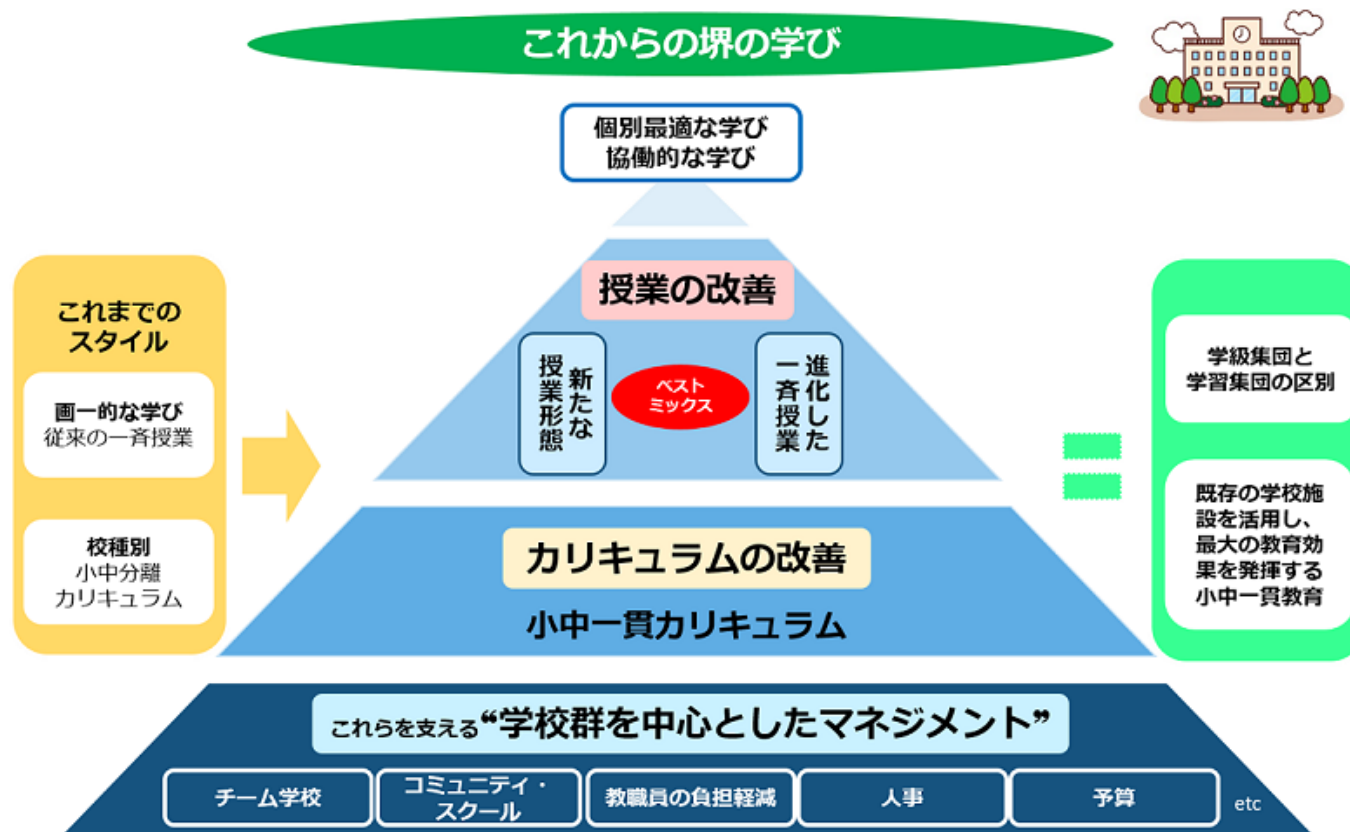 これからの堺の学び
個別最適な学び
協働的な学び
これまでの
スタイル
画一的な学び
従来の一斉授業
校種別
小中分離
カリキュラム
授業の改善
新たな
授業形態
ベスト
ミックス
進化した
一斉授業
カリキュラムの改善
小中一貫カリキュラム
これらを支える“学校群を中心としたマネジメント”
チーム学校
コミュニティ・
スクール
教職員の負担軽減
人事
予算
etc
学級集団と
学習集団の区別
既存の学校施
設を活用し、
最大の教育効
果を発揮する
小中一貫教育